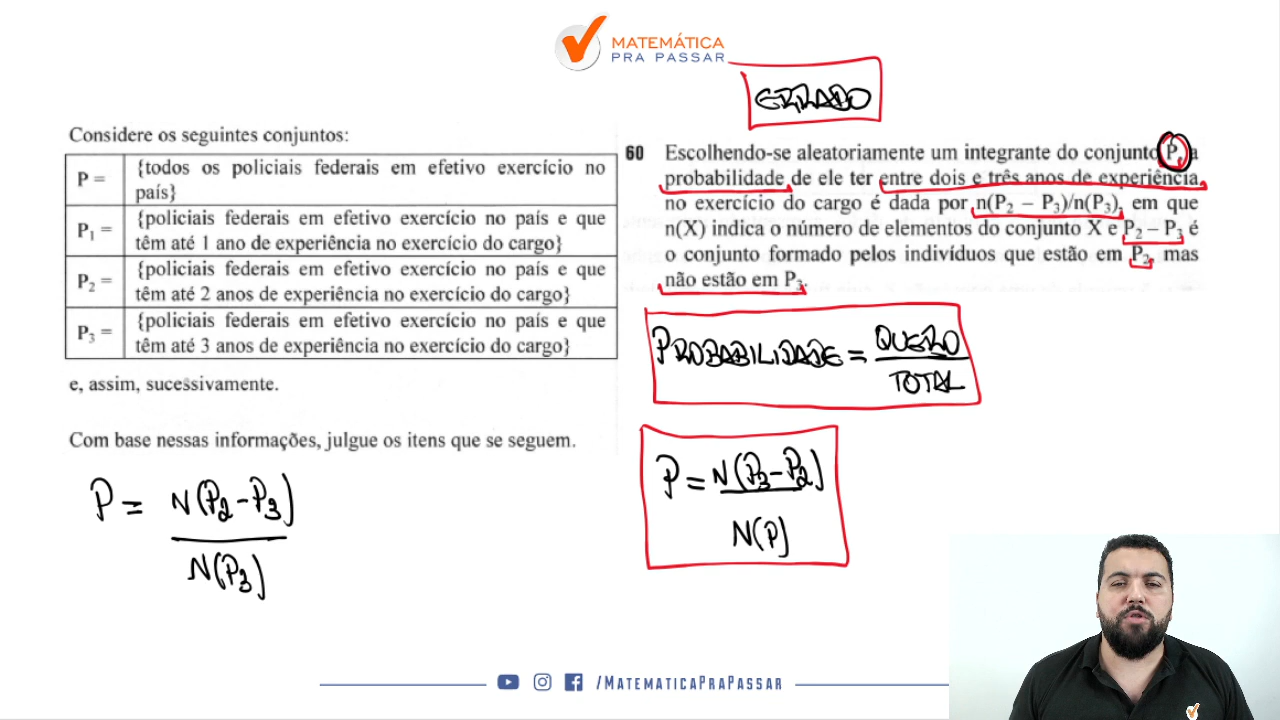 MATEMÁTICA
PRA PASSAR
ERRADO
Considere os seguintes conjuntos:
P = {todos os policiais federais em efetivo exercício no
país}
P₁ = {policiais federais em efetivo exercício no país e que
têm até 1 ano de experiência no exercício do cargo}
P₂ = {policiais federais em efetivo exercício no país e que
têm até 2 anos de experiência no exercício do cargo}
P₃ = {policiais federais em efetivo exercício no país e que
têm até 3 anos de experiência no exercício do cargo}
e, assim, sucessivamente.
Com base nessas informações, julgue os itens que se seguem.
P = N(P₂-P₃)
N(P₃)
60 Escolhendo-se aleatoriamente um integrante do conjunto P, a
probabilidade de ele ter entre dois e três anos de experiência
no exercício do cargo é dada por n(P₂ – P₃)/n(P₃), em que
n(X) indica o número de elementos do conjunto X e P₂ – P₃ é
o conjunto formado pelos indivíduos que estão em P₂, mas
não estão em P₃.
PROBABILIDADE = QUERO
TOTAL
P = N(P₃-P₂)
N(P)
/MATEMATICAPRAPASSAR